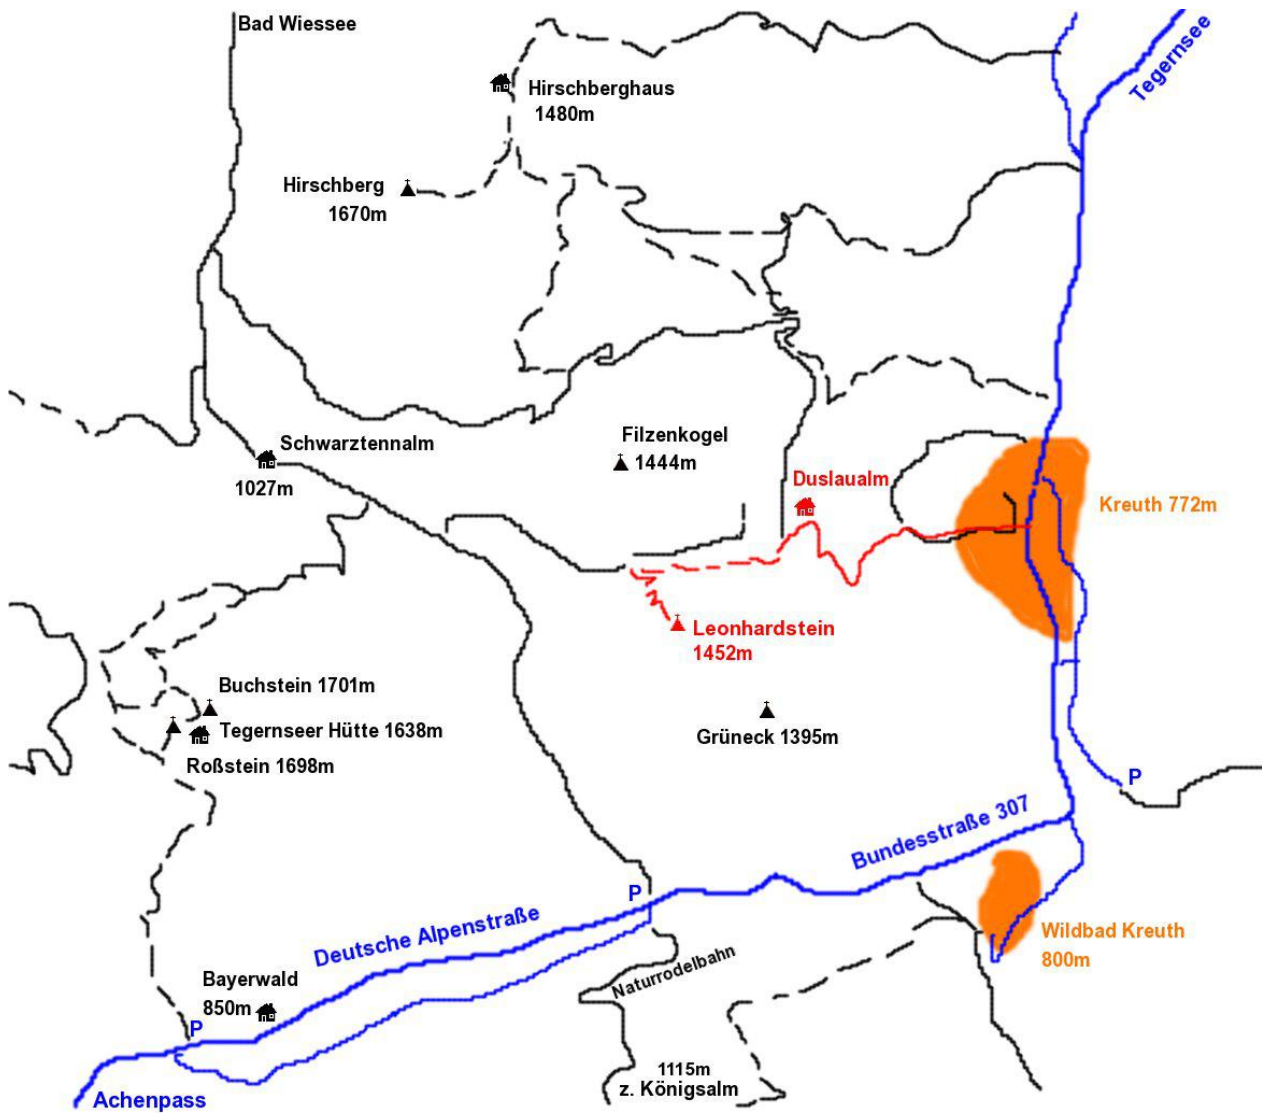 Bad Wiessee
Tegernsee
Hirschberghaus
1480m
Hirschberg
1670m
Filzenkogel
1444m
Schwarztennalm
1027m
Duslaualm
Kreuth 772m
Leonhardstein
1452m
Buchstein 1701m
Tegernseer Hütte 1638m
Roßstein 1698m
Grüneck 1395m
P
Bundesstraße 307
P
Deutsche Alpenstraße
Wildbad Kreuth
800m
Naturrodelbahn
Bayerwald
850m
P
1115m
z. Königsalm
Achenpass